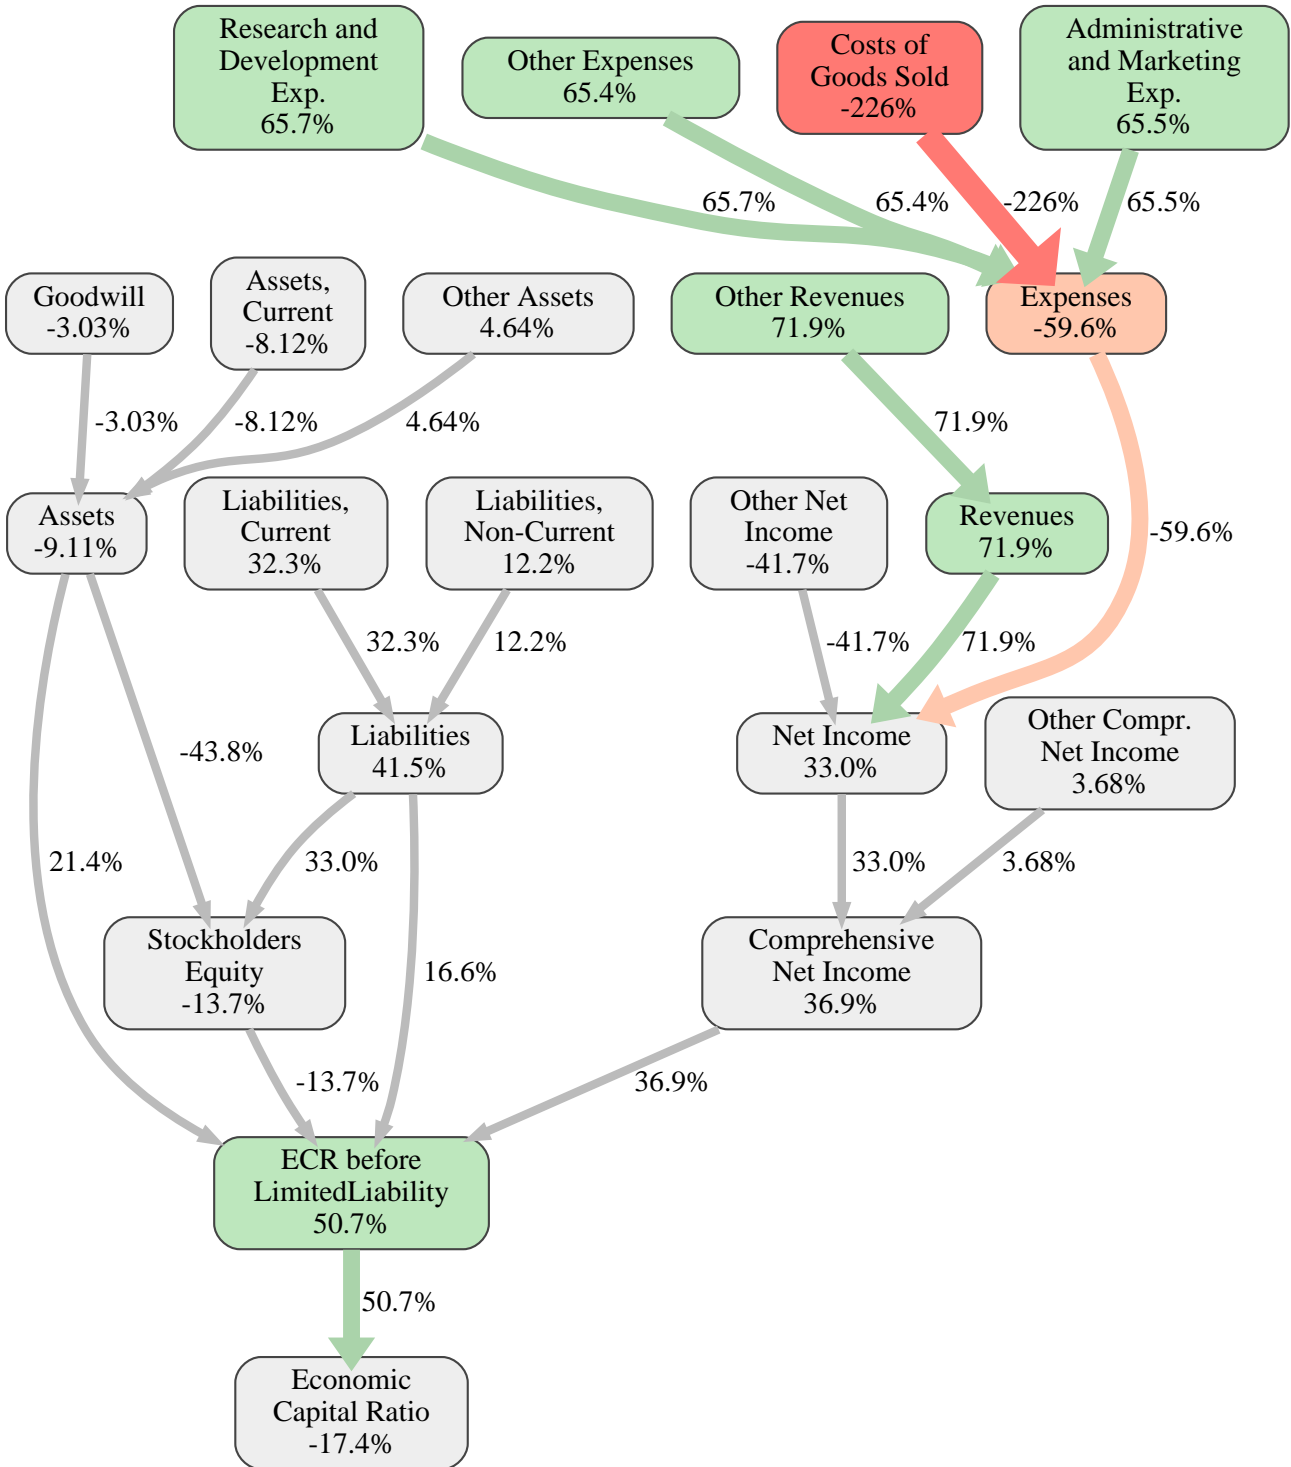 Research and
Development
Exp.
65.7%
Other Expenses
65.4%
Costs of
Goods Sold
-226%
Administrative
and Marketing
Exp.
65.5%
65.7%
65.4%
-226%
65.5%
Goodwill
-3.03%
Assets,
Current
-8.12%
Other Assets
4.64%
Other Revenues
71.9%
Expenses
-59.6%
-3.03%
-8.12%
4.64%
71.9%
Assets
-9.11%
Liabilities,
Current
32.3%
Liabilities,
Non-Current
12.2%
Other Net
Income
-41.7%
Revenues
71.9%
-59.6%
32.3%
12.2%
-41.7%
71.9%
-43.8%
Liabilities
41.5%
Net Income
33.0%
Other Compr.
Net Income
3.68%
21.4%
33.0%
33.0%
3.68%
Stockholders
Equity
-13.7%
16.6%
Comprehensive
Net Income
36.9%
-13.7%
36.9%
ECR before
LimitedLiability
50.7%
50.7%
Economic
Capital Ratio
-17.4%